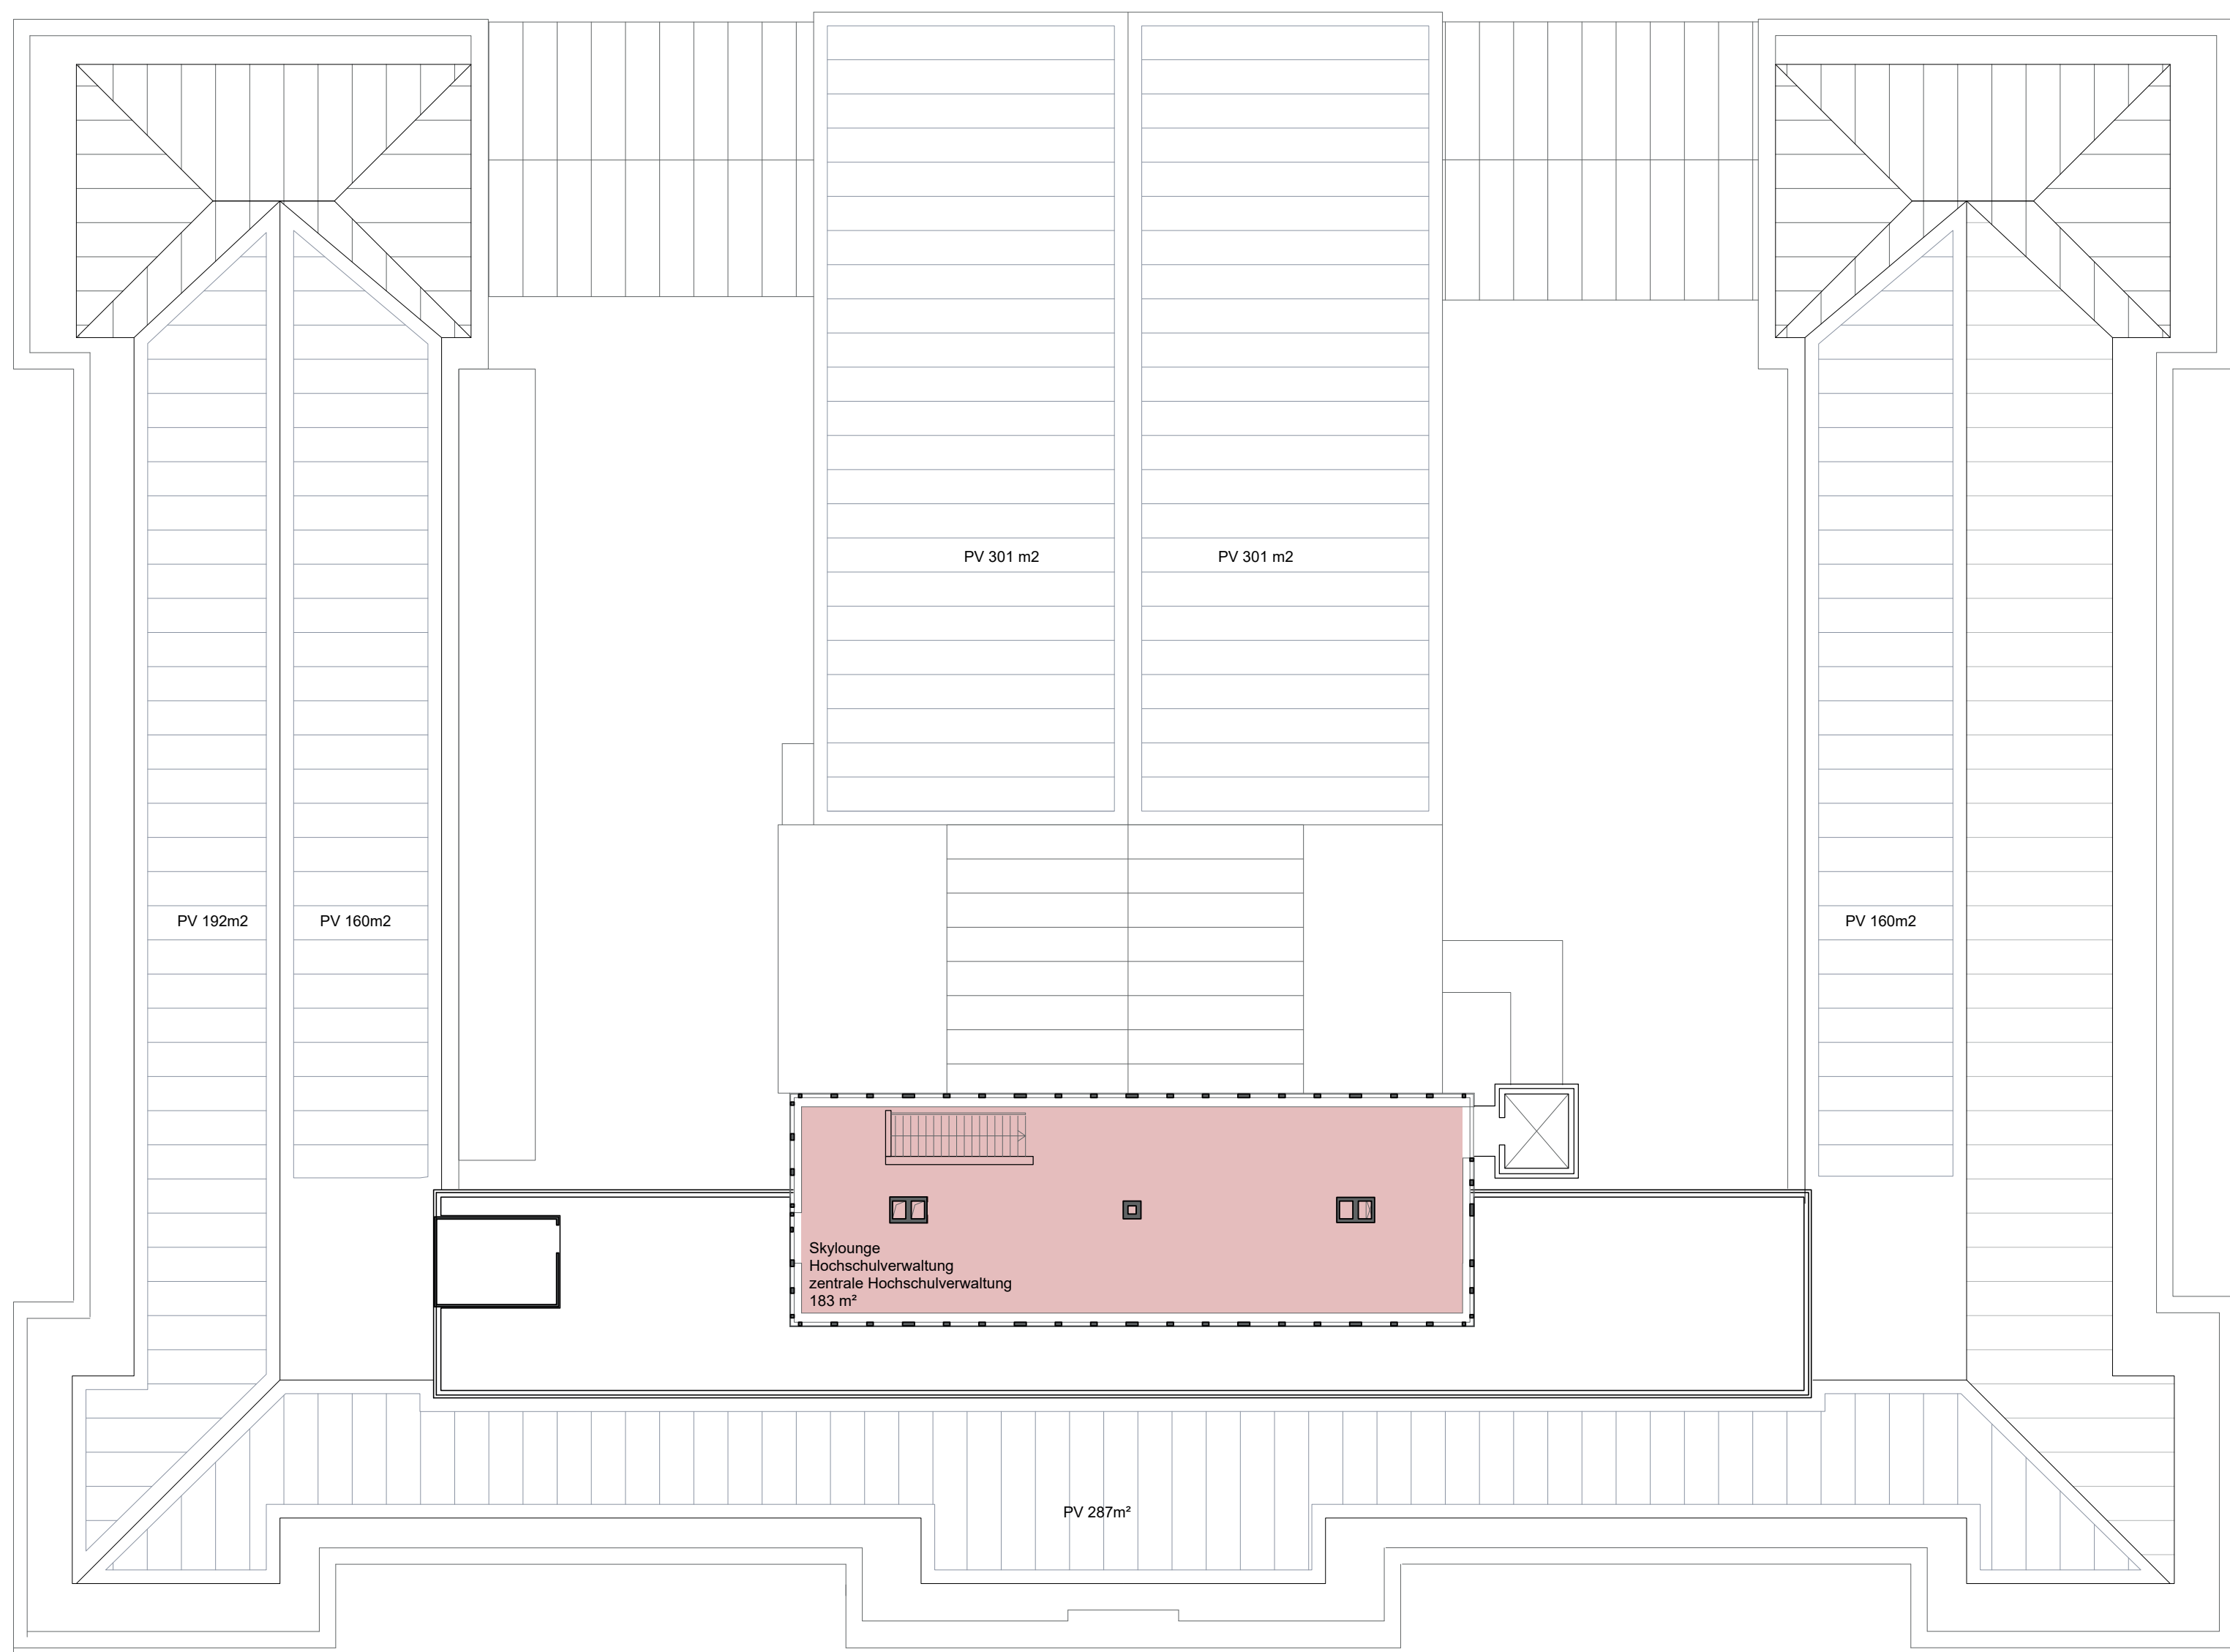 PV 301 m2
PV 301 m2
PV 192m2
PV 160m2
PV 160m2
Skylounge
Hochschulverwaltung
zentrale Hochschulverwaltung
183 m²
PV 287m²